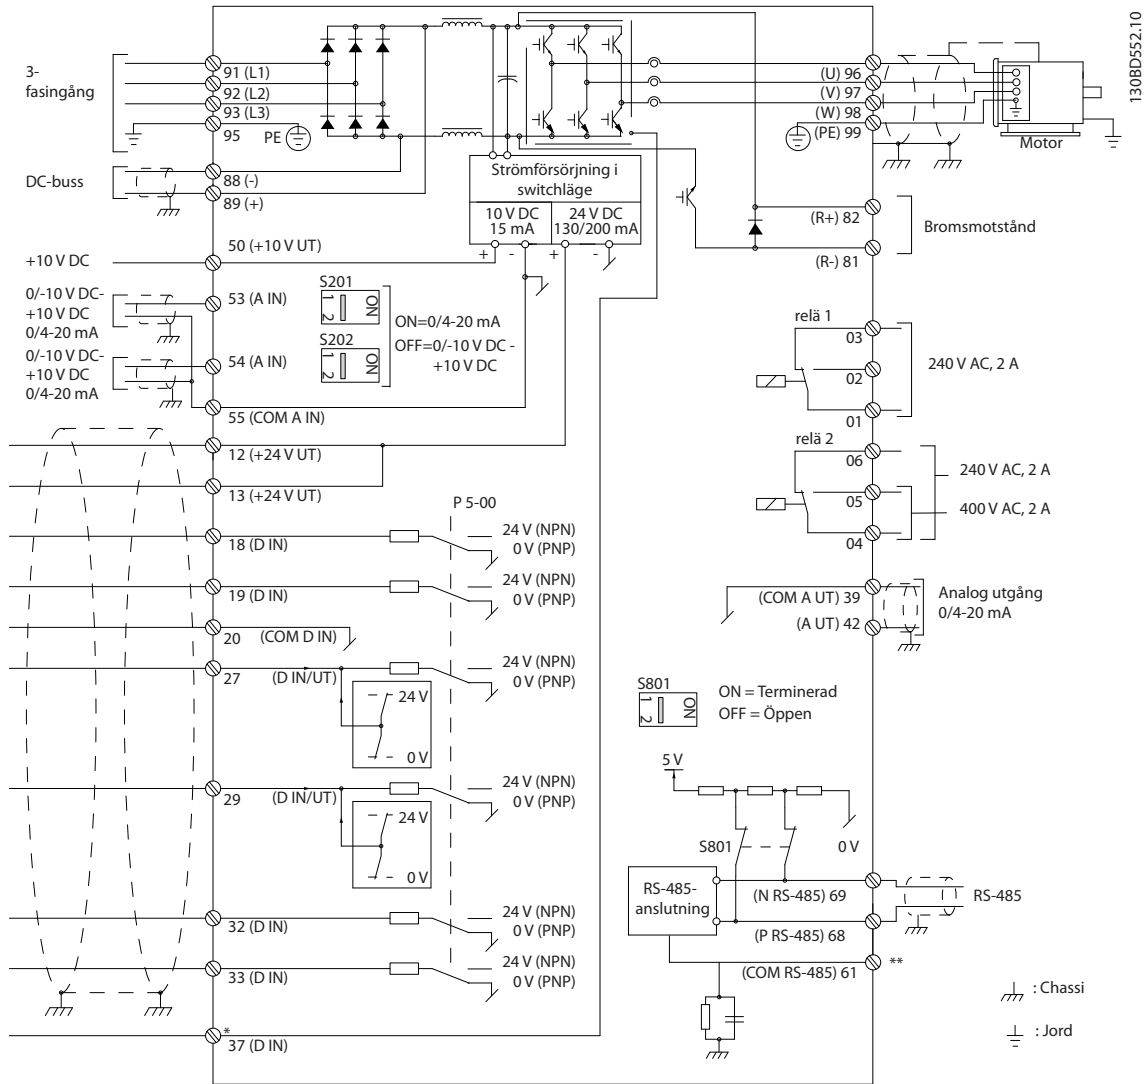 130BD552.10
3-
fasingång
91 (L1)
92 (L2)
93 (L3)
95
PE
DC-buss
88 (-)
89 (+)
50 (+10 V UT)
+10 V DC
0/-10 V DC-
+10 V DC
0/4-20 mA
53 (A IN)
0/-10 V DC-
+10 V DC
0/4-20 mA
54 (A IN)
55 (COM A IN)
12 (+24 V UT)
13 (+24 V UT)
18 (D IN)
19 (D IN)
20
(COM D IN)
27
(D IN/UT)
24 V
0 V
29
(D IN/UT)
24 V
0 V
32 (D IN)
33 (D IN)
*
37 (D IN)
Strömförsörjning i
switchläge
10 V DC
15 mA
24 V DC
130/200 mA
+
-
+
-
S201
1
2
ON
S202
1
2
ON
ON=0/4-20 mA
OFF=0/-10 V DC -
+10 V DC
P 5-00
24 V (NPN)
0 V (PNP)
24 V (NPN)
0 V (PNP)
24 V (NPN)
0 V (PNP)
24 V (NPN)
0 V (PNP)
24 V (NPN)
0 V (PNP)
24 V (NPN)
0 V (PNP)
(U) 96
(V) 97
(W) 98
(PE) 99
Motor
(R+) 82
(R-) 81
Bromsmotstånd
relä 1
03
02
01
240 V AC, 2 A
relä 2
06
05
04
240 V AC, 2 A
400 V AC, 2 A
(COM A UT) 39
(A UT) 42
Analog utgång
0/4-20 mA
S801
1
2
ON
ON = Terminerad
OFF = Öppen
5 V
S801
0 V
RS-485-
anslutning
(N RS-485) 69
(P RS-485) 68
(COM RS-485) 61
RS-485
**
: Chassi
: Jord